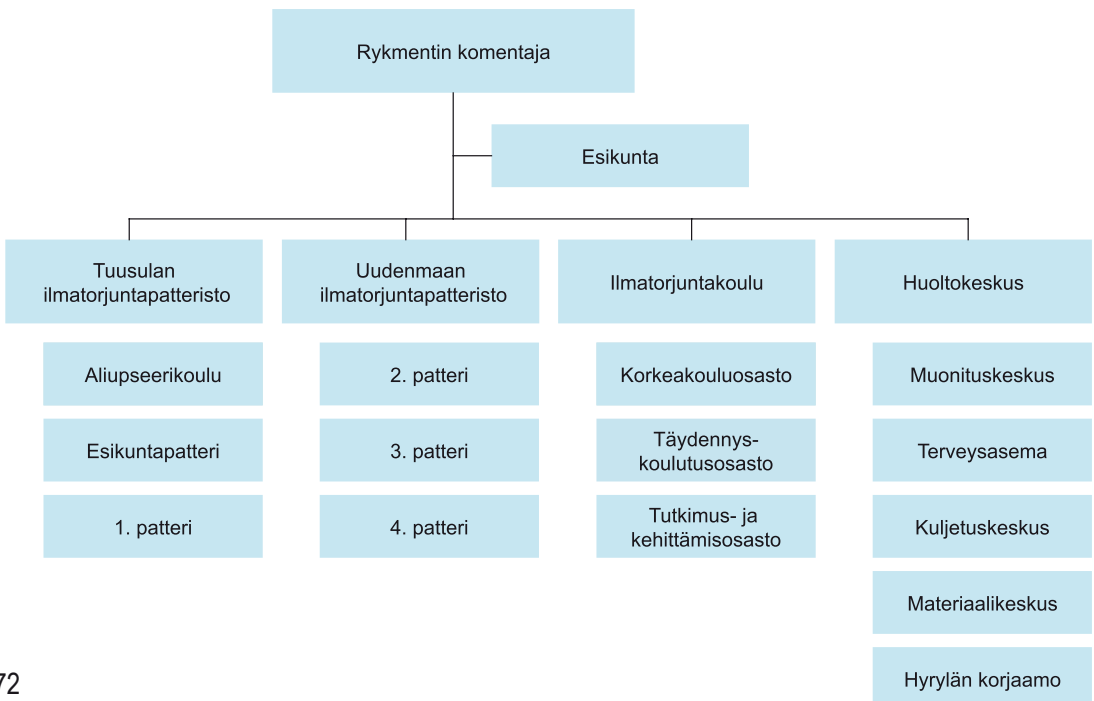 Rykmentin komentaja
Esikunta
Tuusulan
ilmatorjuntapatteristo
Uudenmaan
ilmatorjuntapatteristo
Ilmatorjuntakoulu
Huoltokeskus
Aliupseerikoulu
2. patteri
Korkeakouluosasto
Muonituskeskus
Esikuntapatteri
3. patteri
Täydennys-
koulutusosasto
Terveysasema
1. patteri
4. patteri
Tutkimus- ja
kehittämisosasto
Kuljetuskeskus
Materiaalikeskus
Hyrylän korjaamo
72